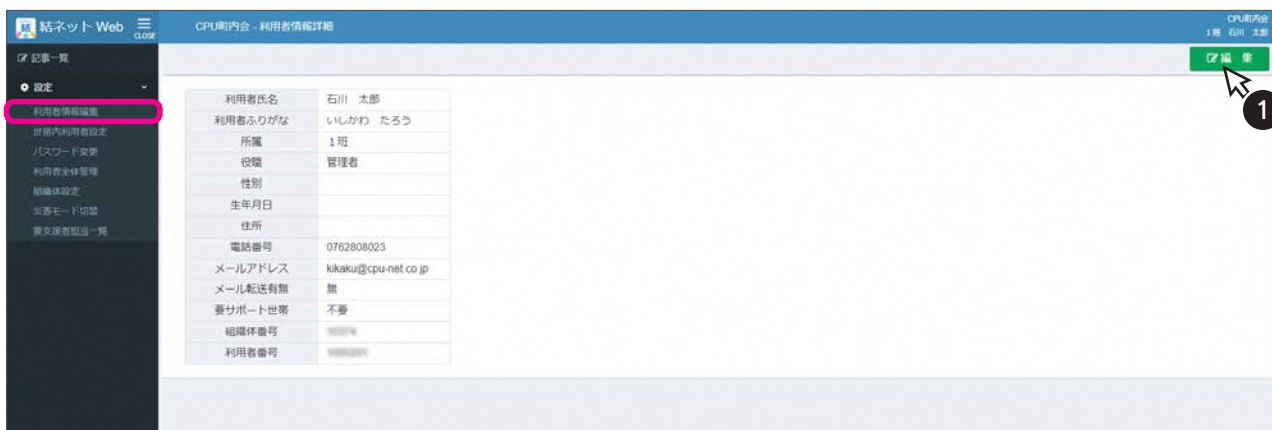 結ネット Web
CLOSE
CPU町内会 - 利用者情報詳細
CPU町内会
1班 石川 太郎
記事一覧
編 集
設定
利用者情報編集
世帯内利用者設定
パスワード変更
利用者全体管理
組織体設定
災害モード切替
要支援者担当一覧
1
利用者氏名 石川 太郎
利用者ふりがな いしかわ たろう
所属 1班
役職 管理者
性別
生年月日
住所
電話番号 0762808023
メールアドレス kikaku@cpu-net.co.jp
メール転送有無 無
要サポート世帯 不要
組織体番号
利用者番号